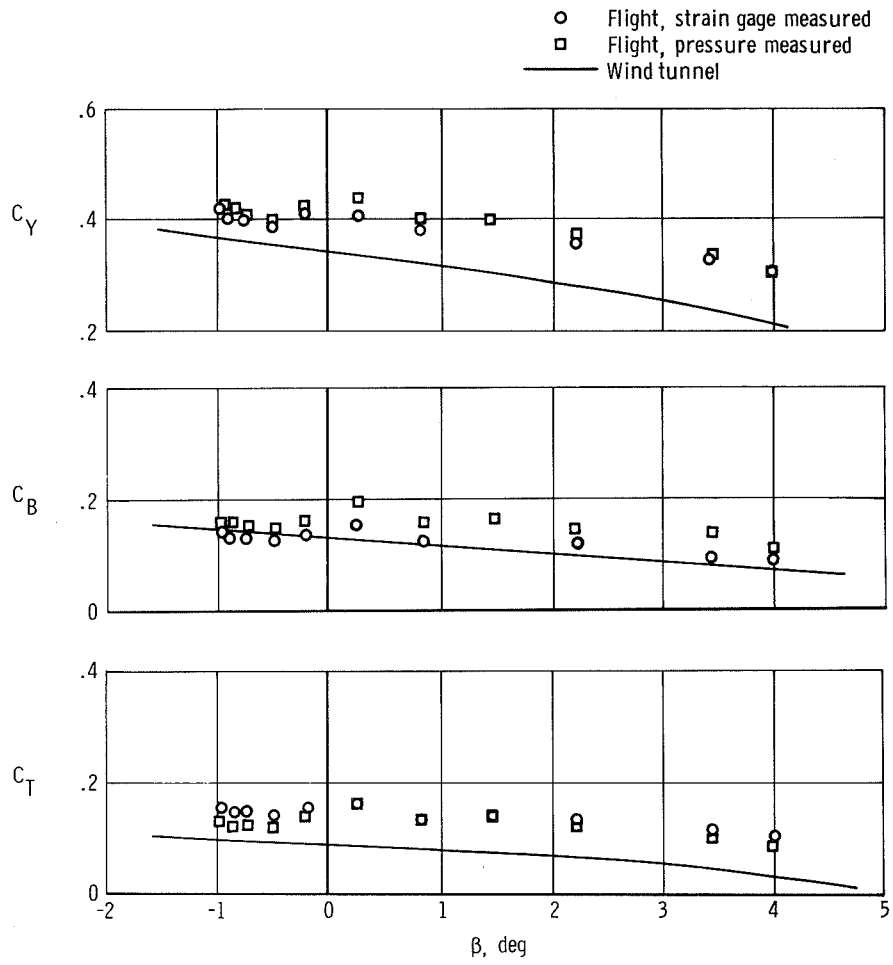 Flight, strain gage measured
Flight, pressure measured
Wind tunnel
.6
C_Y
.4
.2
.4
C_B
.2
0
.4
C_T
.2
0
-2 -1 0 1 2 3 4 5
β, deg